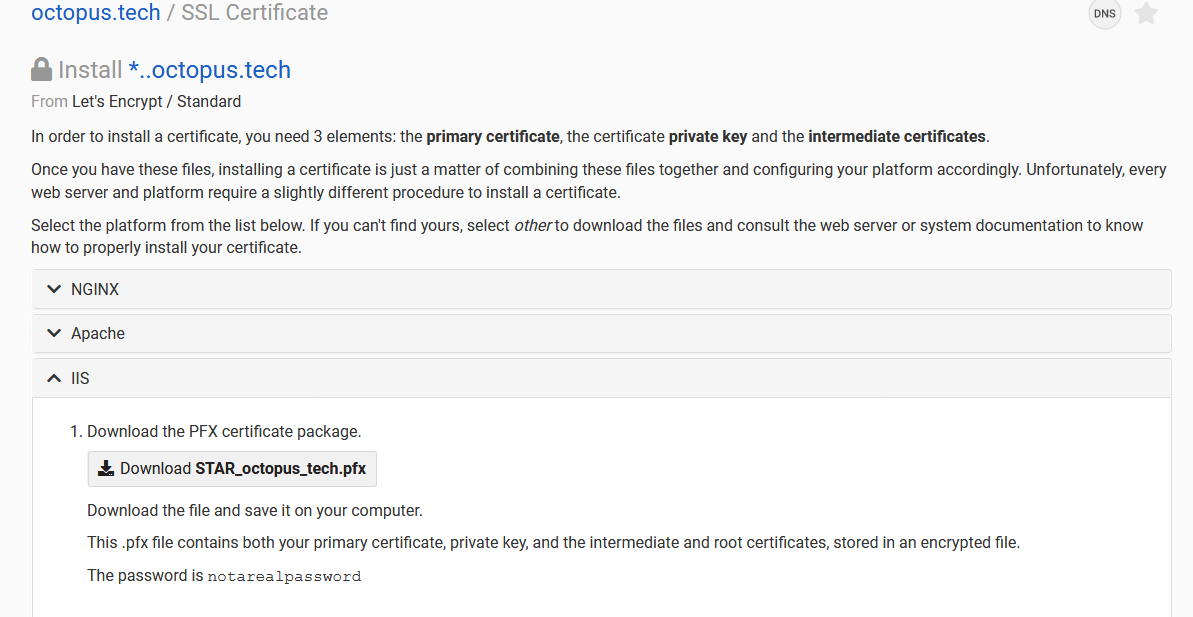 octopus.tech / SSL Certificate
DNS
Install *..octopus.tech
From Let's Encrypt / Standard
In order to install a certificate, you need 3 elements: the primary certificate, the certificate private key and the intermediate certificates.
Once you have these files, installing a certificate is just a matter of combining these files together and configuring your platform accordingly. Unfortunately, every
web server and platform require a slightly different procedure to install a certificate.
Select the platform from the list below. If you can't find yours, select other to download the files and consult the web server or system documentation to know
how to properly install your certificate.
NGINX
Apache
IIS
1. Download the PFX certificate package.
Download STAR_octopus_tech.pfx
Download the file and save it on your computer.
This .pfx file contains both your primary certificate, private key, and the intermediate and root certificates, stored in an encrypted file.
The password is notarealpassword